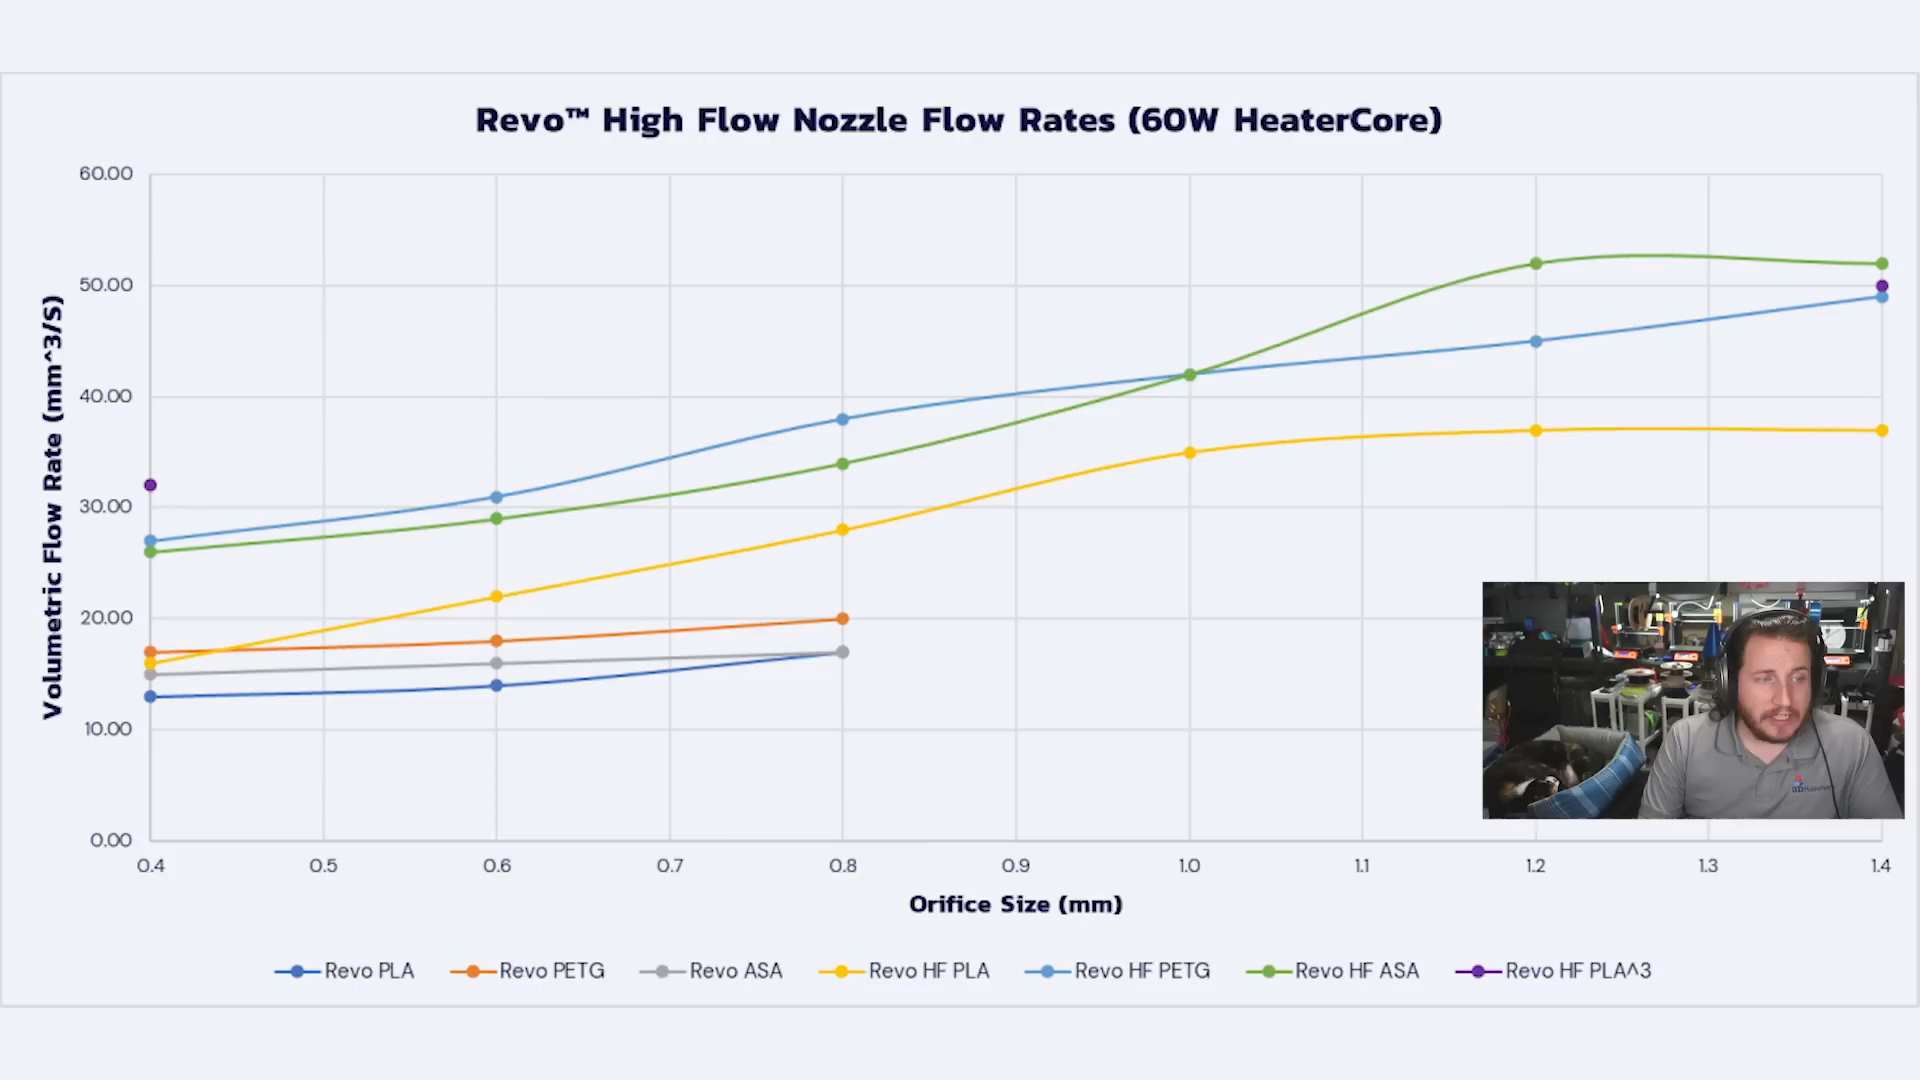 Revo™ High Flow Nozzle Flow Rates (60W HeaterCore)
60.00
50.00
40.00
30.00
20.00
10.00
0.00
Volumetric Flow Rate (mm^3/S)
0.4 0.5 0.6 0.7 0.8 0.9 1.0 1.1 1.2 1.3 1.4
Orifice Size (mm)
Revo PLA Revo PETG Revo ASA Revo HF PLA Revo HF PETG Revo HF ASA Revo HF PLA^3